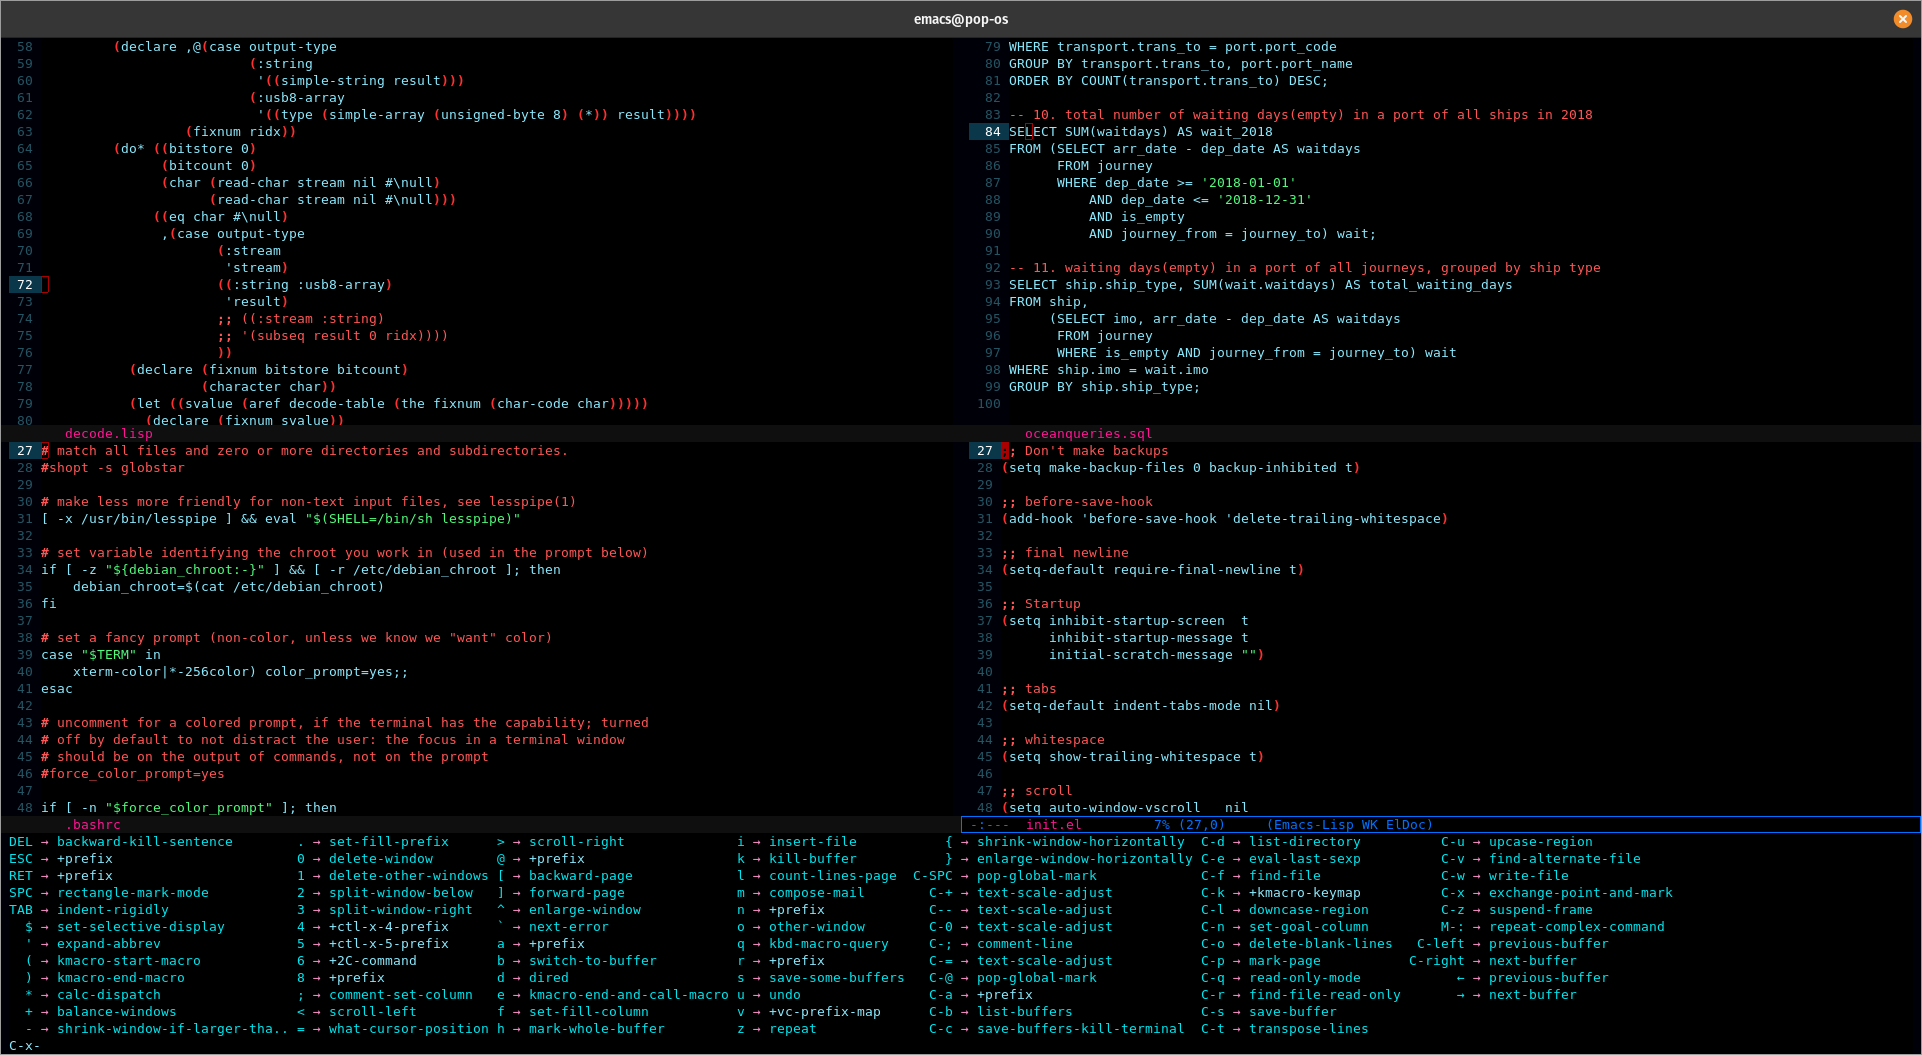 emacs@pop-os
58          (declare ,@(case output-type
59                           (:string
60                            '((simple-string result)))
61                           (:usb8-array
62                            '((type (simple-array (unsigned-byte 8) (*)) result))))
63                   (fixnum ridx))
64          (do* ((bitstore 0)
65                (bitcount 0)
66                (char (read-char stream nil #\null)
67                      (read-char stream nil #\null)))
68               ((eq char #\null)
69                ,(case output-type
70                       (:stream
71                        'stream)
72                       ((:string :usb8-array)
73                        'result)
74                       ;; ((:stream :string)
75                       ;; '(subseq result 0 ridx))))
76                       ))
77            (declare (fixnum bitstore bitcount)
78                     (character char))
79            (let ((svalue (aref decode-table (the fixnum (char-code char)))))
80              (declare (fixnum svalue))
decode.lisp
79 WHERE transport.trans_to = port.port_code
80 GROUP BY transport.trans_to, port.port_name
81 ORDER BY COUNT(transport.trans_to) DESC;
82
83 -- 10. total number of waiting days(empty) in a port of all ships in 2018
84 SELECT SUM(waitdays) AS wait_2018
85 FROM (SELECT arr_date - dep_date AS waitdays
86       FROM journey
87       WHERE dep_date >= '2018-01-01'
88           AND dep_date <= '2018-12-31'
89           AND is_empty
90           AND journey_from = journey_to) wait;
91
92 -- 11. waiting days(empty) in a port of all journeys, grouped by ship type
93 SELECT ship.ship_type, SUM(wait.waitdays) AS total_waiting_days
94 FROM ship,
95      (SELECT imo, arr_date - dep_date AS waitdays
96       FROM journey
97       WHERE is_empty AND journey_from = journey_to) wait
98 WHERE ship.imo = wait.imo
99 GROUP BY ship.ship_type;
100
oceanqueries.sql
27 # match all files and zero or more directories and subdirectories.
28 #shopt -s globstar
29
30 # make less more friendly for non-text input files, see lesspipe(1)
31 [ -x /usr/bin/lesspipe ] && eval "$(SHELL=/bin/sh lesspipe)"
32
33 # set variable identifying the chroot you work in (used in the prompt below)
34 if [ -z "${debian_chroot:-}" ] && [ -r /etc/debian_chroot ]; then
35     debian_chroot=$(cat /etc/debian_chroot)
36 fi
37
38 # set a fancy prompt (non-color, unless we know we "want" color)
39 case "$TERM" in
40     xterm-color|*-256color) color_prompt=yes;;
41 esac
42
43 # uncomment for a colored prompt, if the terminal has the capability; turned
44 # off by default to not distract the user: the focus in a terminal window
45 # should be on the output of commands, not on the prompt
46 #force_color_prompt=yes
47
48 if [ -n "$force_color_prompt" ]; then
.bashrc
27 ;; Don't make backups
28 (setq make-backup-files 0 backup-inhibited t)
29
30 ;; before-save-hook
31 (add-hook 'before-save-hook 'delete-trailing-whitespace)
32
33 ;; final newline
34 (setq-default require-final-newline t)
35
36 ;; Startup
37 (setq inhibit-startup-screen  t
38       inhibit-startup-message t
39       initial-scratch-message "")
40
41 ;; tabs
42 (setq-default indent-tabs-mode nil)
43
44 ;; whitespace
45 (setq show-trailing-whitespace t)
46
47 ;; scroll
48 (setq auto-window-vscroll   nil
-:--- init.el 7% (27,0) (Emacs-Lisp WK ElDoc)
DEL → backward-kill-sentence . → set-fill-prefix > → scroll-right i → insert-file { → shrink-window-horizontally C-d → list-directory C-u → upcase-region
ESC → +prefix 0 → delete-window @ → +prefix k → kill-buffer } → enlarge-window-horizontally C-e → eval-last-sexp C-v → find-alternate-file
RET → +prefix 1 → delete-other-windows [ → backward-page l → count-lines-page C-SPC → pop-global-mark C-f → find-file C-w → write-file
SPC → rectangle-mark-mode 2 → split-window-below ] → forward-page m → compose-mail C-+ → text-scale-adjust C-k → +kmacro-keymap C-x → exchange-point-and-mark
TAB → indent-rigidly 3 → split-window-right ^ → enlarge-window n → +prefix C-- → text-scale-adjust C-l → downcase-region C-z → suspend-frame
$ → set-selective-display 4 → +ctl-x-4-prefix ` → next-error o → other-window C-0 → text-scale-adjust C-n → set-goal-column M-: → repeat-complex-command
' → expand-abbrev 5 → +ctl-x-5-prefix a → +prefix q → kbd-macro-query C-; → comment-line C-o → delete-blank-lines C-left → previous-buffer
( → kmacro-start-macro 6 → +2C-command b → switch-to-buffer r → +prefix C-= → text-scale-adjust C-p → mark-page C-right → next-buffer
) → kmacro-end-macro 8 → +prefix d → dired s → save-some-buffers C-@ → pop-global-mark C-q → read-only-mode ← → previous-buffer
* → calc-dispatch ; → comment-set-column e → kmacro-end-and-call-macro u → undo C-a → +prefix C-r → find-file-read-only → → next-buffer
+ → balance-windows < → scroll-left f → set-fill-column v → +vc-prefix-map C-b → list-buffers C-s → save-buffer
- → shrink-window-if-larger-tha.. = → what-cursor-position h → mark-whole-buffer z → repeat C-c → save-buffers-kill-terminal C-t → transpose-lines
C-x-